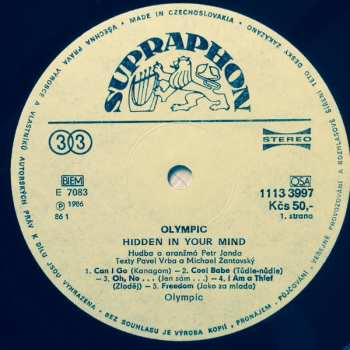 VÝROBCE A VLASTNÍKŮ AUTORSKÝCH PRÁV K DÍLU JSOU VYHRAZENA • BEZ SOUHLASU JE VÝROBA KOPIÍ, PRONÁJEM, PŮJČOVÁNÍ, VEŘEJNÉ PROVOZOVÁNÍ A ROZHLASOVÉ ŠÍŘENÍ TÉTO DESKY ZAKÁZÁNO • MADE IN CZECHOSLOVAKIA • VŠECHNA PRÁVA
SUPRAPHON
33
STEREO
BIEM
E 7083
℗ 1986
86 1
OSA
1113 3997
Kčs 50,-
1. strana
OLYMPIC
HIDDEN IN YOUR MIND
Hudba a aranžmá Petr Janda
Texty Pavel Vrba a Michael Žantovský
1. Can I Go (Kanagom) – 2. Cool Babe (Túdle-núdle)
– 3. Oh, No... (Jen sám ...) – 4. I Am a Thief
(Zloděj) – 5. Freedom (Jako za mlada)
Olympic